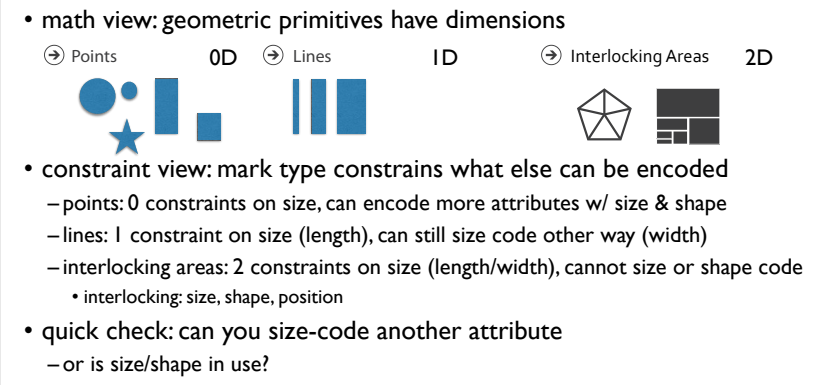 • math view: geometric primitives have dimensions
Points 0D Lines 1D Interlocking Areas 2D
• constraint view: mark type constrains what else can be encoded
– points: 0 constraints on size, can encode more attributes w/ size & shape
– lines: 1 constraint on size (length), can still size code other way (width)
– interlocking areas: 2 constraints on size (length/width), cannot size or shape code
• interlocking: size, shape, position
• quick check: can you size-code another attribute
– or is size/shape in use?